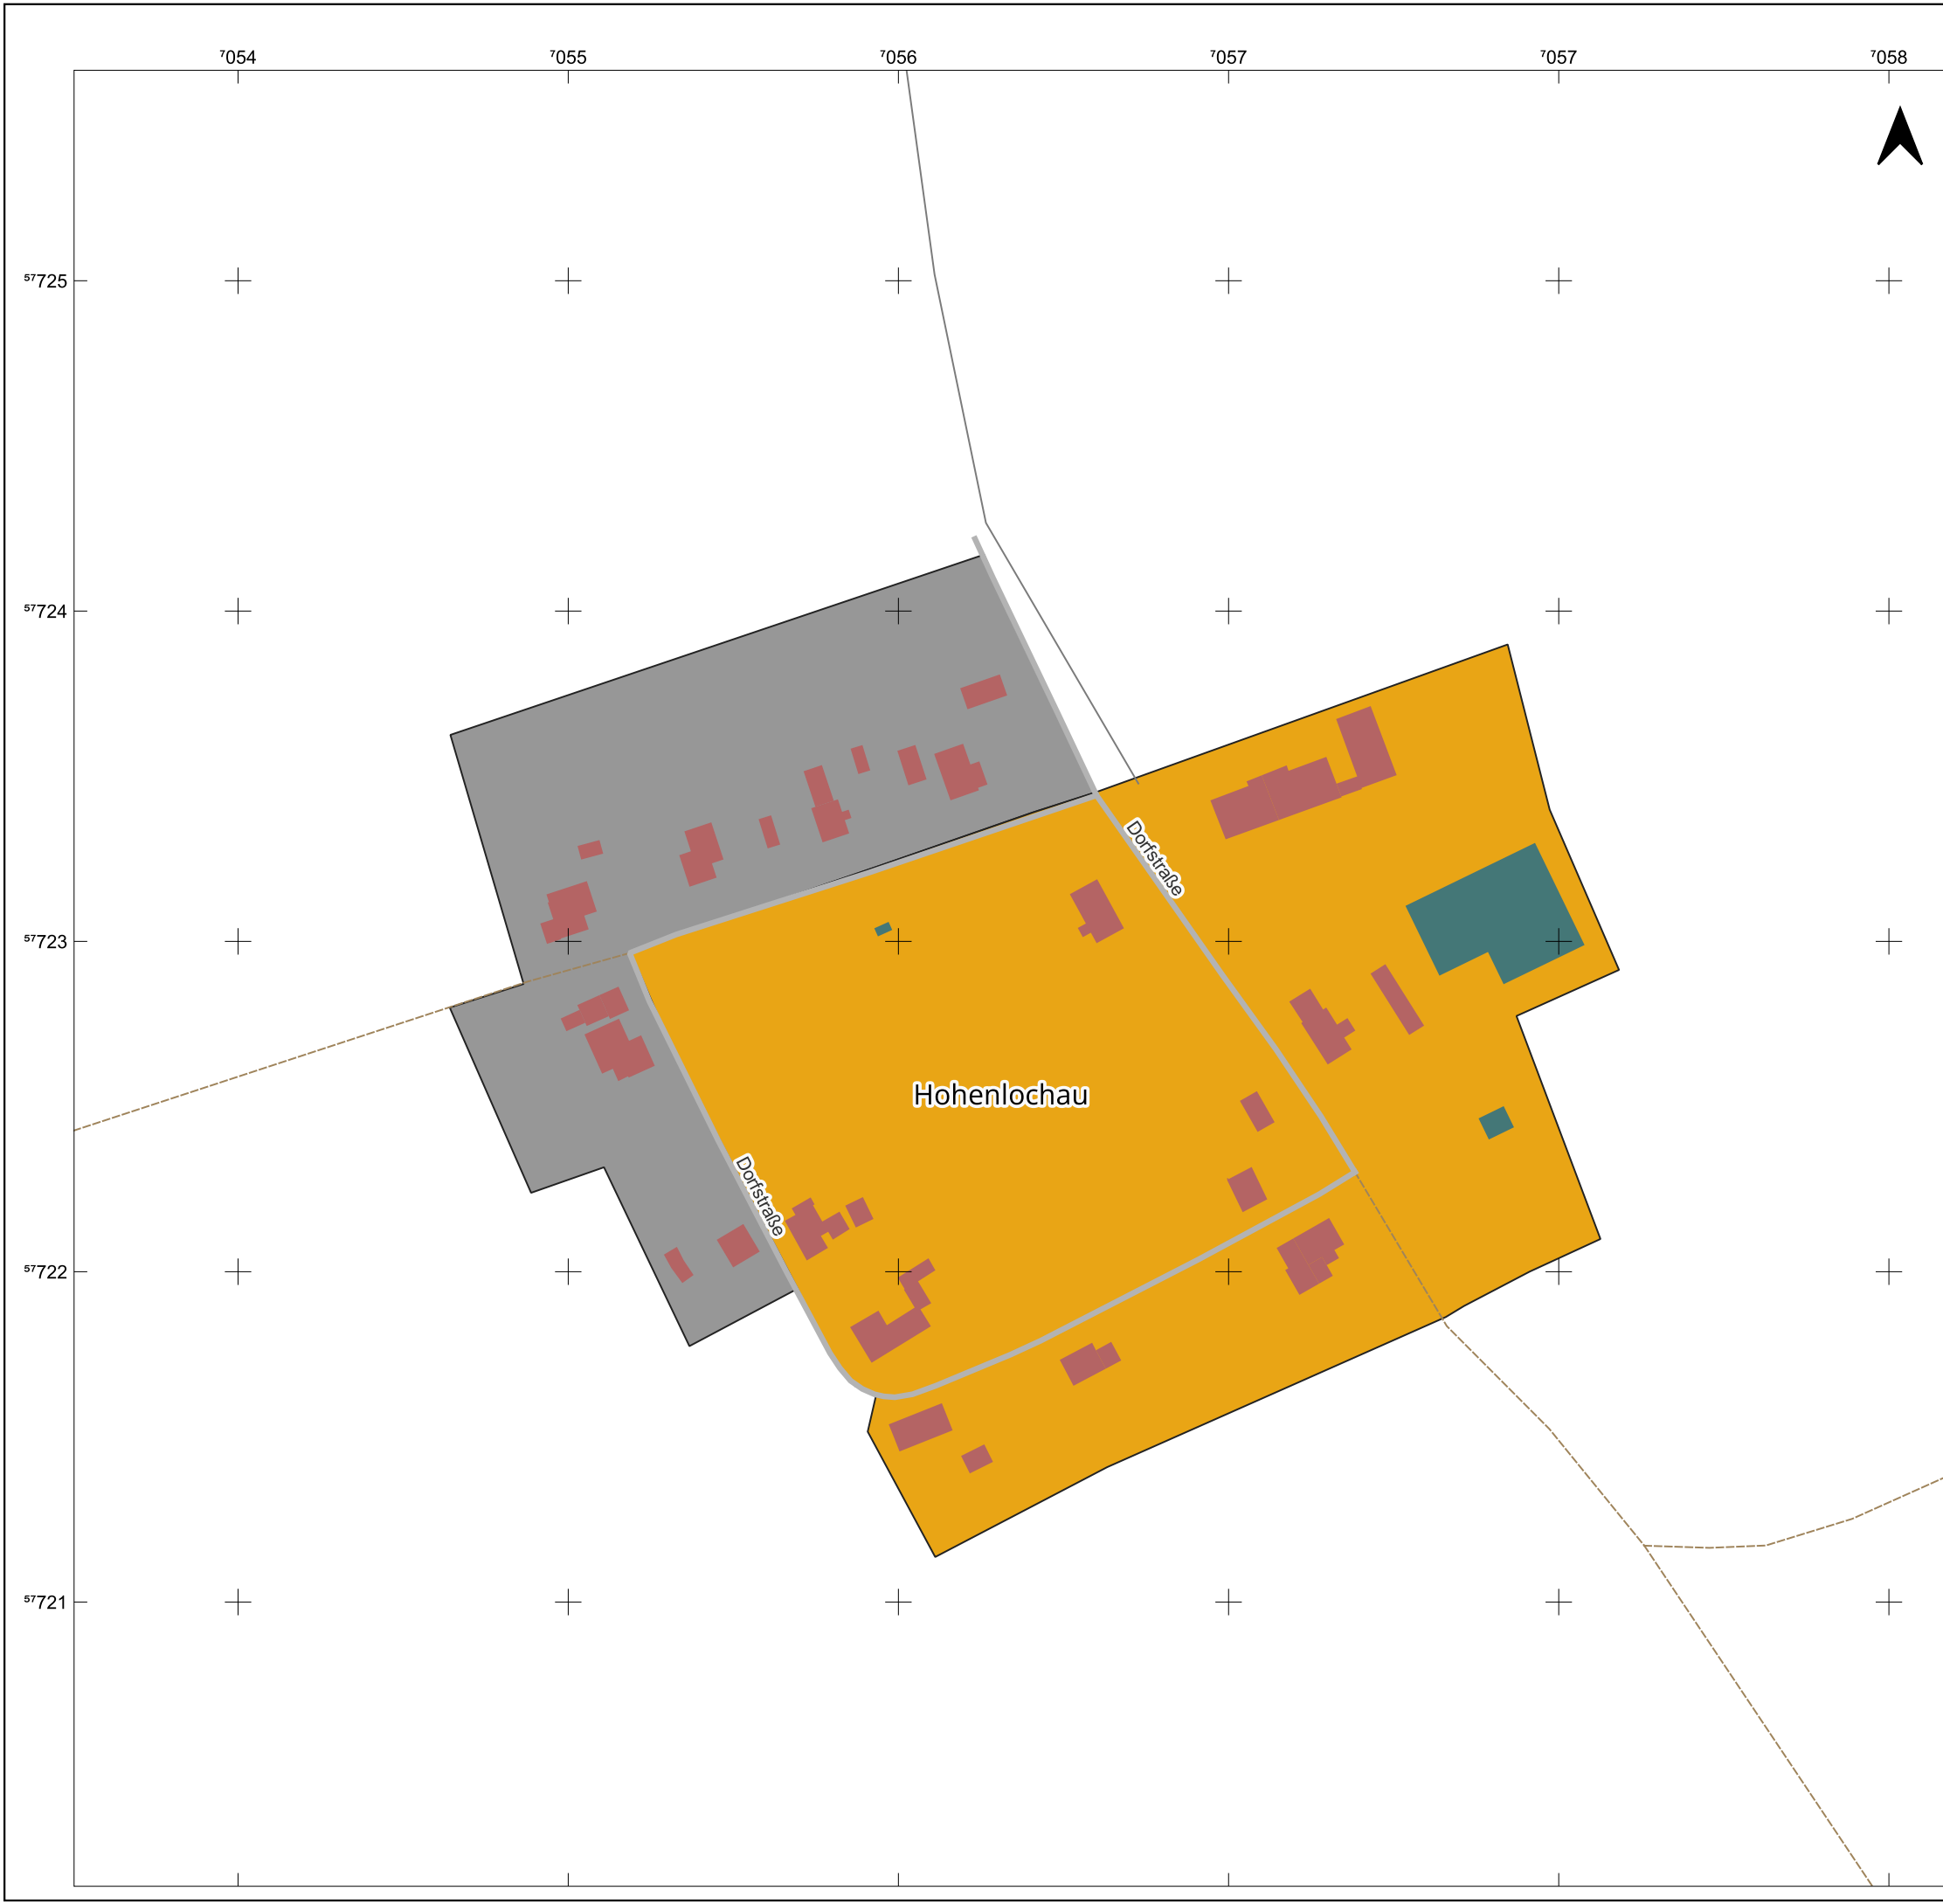 ⁷054 ⁷055 ⁷056 ⁷057 ⁷057 ⁷058
⁵⁷725
⁵⁷724
Dorfstraße
⁵⁷723
Hohenlochau
Dorfstraße
⁵⁷722
⁵⁷721